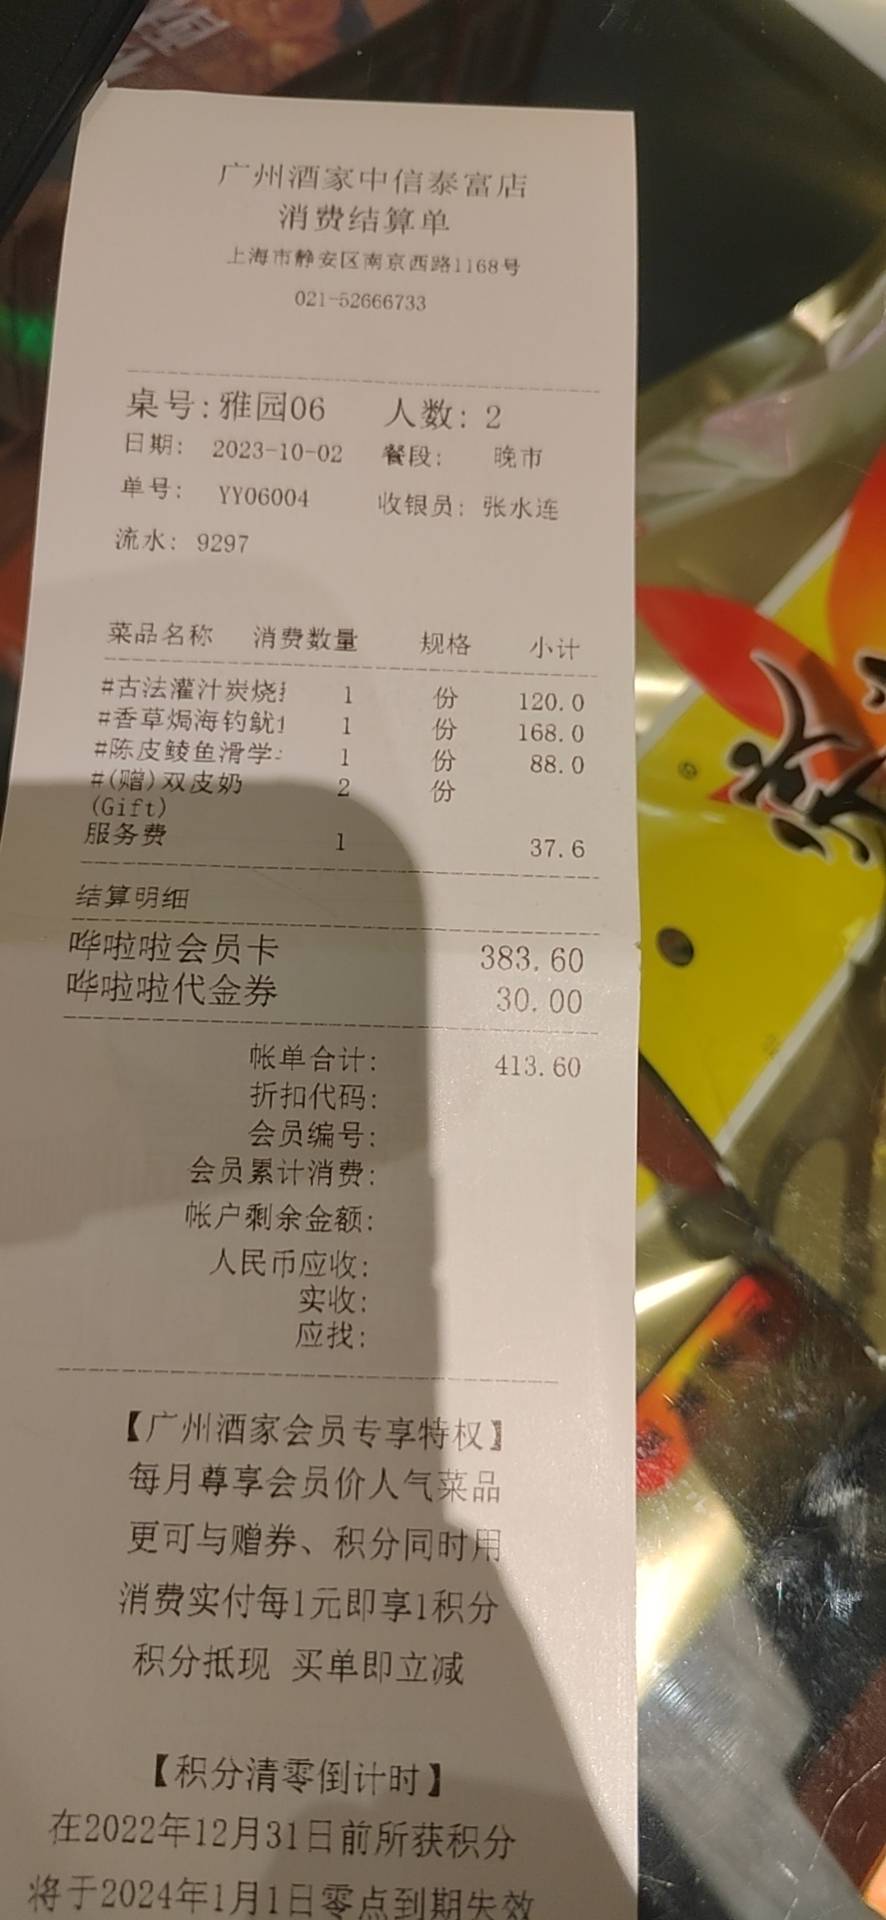 广州酒家中信泰富店
消费结算单
上海市静安区南京西路1168号
021-52666733
桌号:雅园06 人数: 2
日期: 2023-10-02 餐段: 晚市
单号: YY06004 收银员: 张水连
流水: 9297
菜品名称 消费数量 规格 小计
#古法灌汁炭烧 1 份 120.0
#香草焗海钓鱿 1 份 168.0
#陈皮鲮鱼滑学 1 份 88.0
#(赠)双皮奶 2 份
(Gift)
服务费 1 37.6
结算明细
哗啦啦会员卡 383.60
哗啦啦代金券 30.00
帐单合计: 413.60
折扣代码:
会员编号:
会员累计消费:
帐户剩余金额:
人民币应收:
实收:
应找:
【广州酒家会员专享特权】
每月尊享会员价人气菜品
更可与赠券、积分同时用
消费实付每1元即享1积分
积分抵现 买单即立减
【积分清零倒计时】
在2022年12月31日前所获积分
将于2024年1月1日零点到期失效